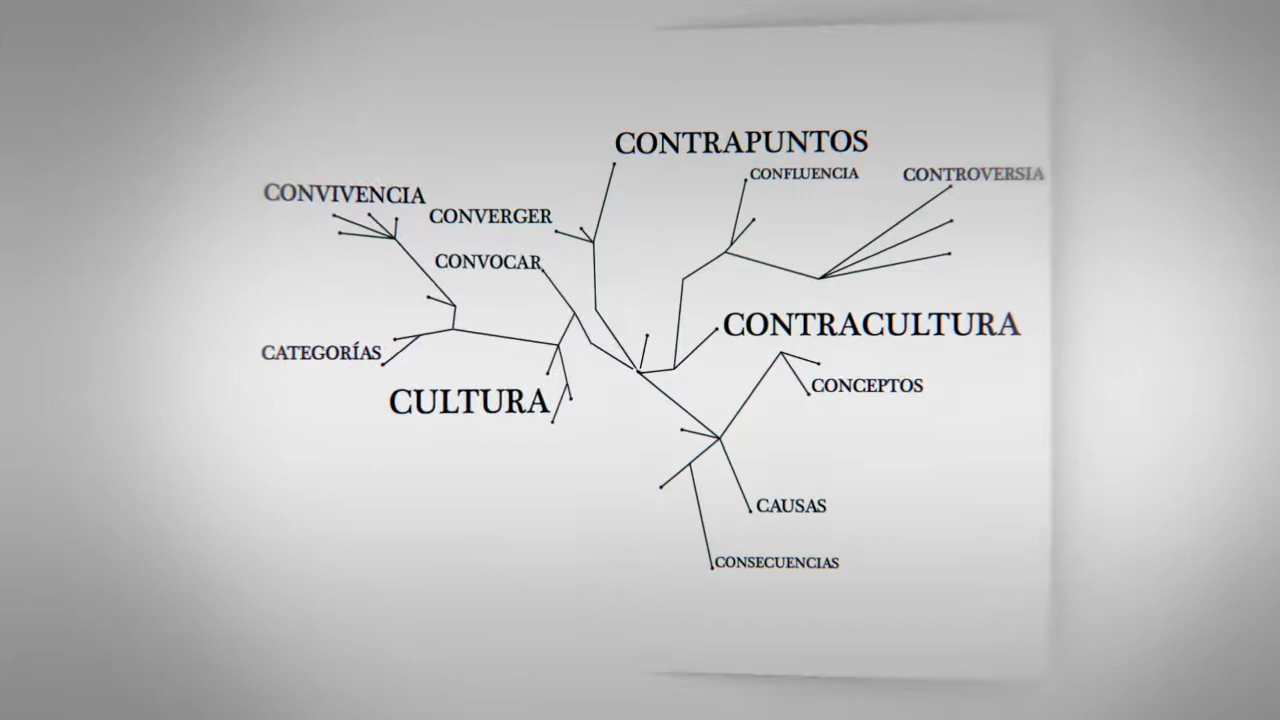 CONTRAPUNTOS
CONFLUENCIA
CONTROVERSIA
CONVIVENCIA
CONVERGER
CONVOCAR
CONTRACULTURA
CATEGORÍAS
CONCEPTOS
CULTURA
CAUSAS
CONSECUENCIAS